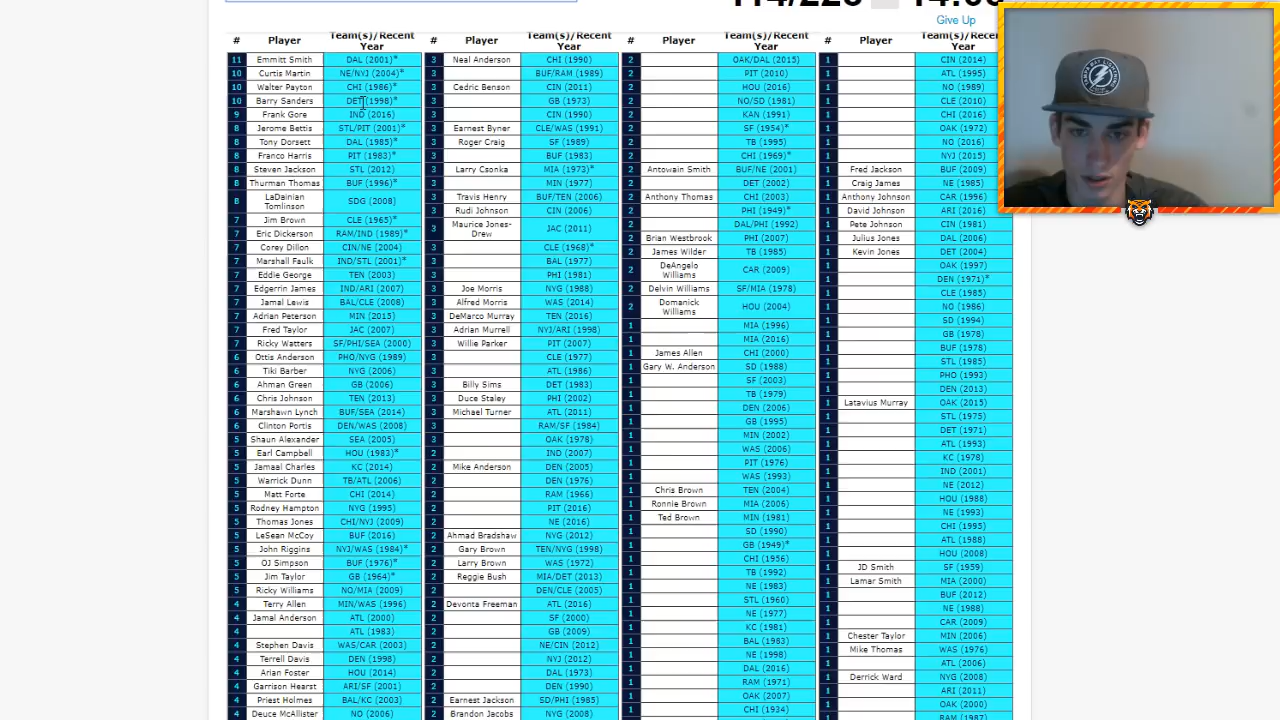 Give Up
# Player Team(s)/Recent Year # Player Team(s)/Recent Year # Player Team(s)/Recent Year # Player
11 Emmitt Smith DAL (2001)* 3 Neal Anderson CHI (1990) 2 OAK/DAL (2015) 1 CIN (2014)
10 Curtis Martin NE/NYJ (2004)* 3 BUF/RAM (1989) 2 PIT (2010) 1 ATL (1995)
10 Walter Payton CHI (1986)* 3 Cedric Benson CIN (2011) 2 HOU (2016) 1 NO (1989)
10 Barry Sanders DET (1998)* 3 GB (1973) 2 NO/SD (1981) 1 CLE (2010)
9 Frank Gore IND (2016) 3 CIN (1990) 2 KAN (1991) 1 CHI (2016)
8 Jerome Bettis STL/PIT (2001)* 3 Earnest Byner CLE/WAS (1991) 2 SF (1954)* 1 OAK (1972)
8 Tony Dorsett DAL (1985)* 3 Roger Craig SF (1989) 2 TB (1995) 1 NO (2016)
8 Franco Harris PIT (1983)* 3 BUF (1983) 2 CHI (1969)* 1 NYJ (2015)
8 Steven Jackson STL (2012) 3 Larry Csonka MIA (1973)* 2 Antowain Smith BUF/NE (2001) 1 Fred Jackson BUF (2009)
8 Thurman Thomas BUF (1996)* 3 MIN (1977) 2 DET (2002) 1 Craig James NE (1985)
8 LaDainian Tomlinson SDG (2008) 3 Travis Henry BUF/TEN (2006) 2 Anthony Thomas CHI (2003) 1 Anthony Johnson CAR (1996)
7 Jim Brown CLE (1965)* 3 Rudi Johnson CIN (2006) 2 PHI (1949)* 1 David Johnson ARI (2016)
7 Eric Dickerson RAM/IND (1989)* 3 Maurice Jones-Drew JAC (2011) 2 DAL/PHI (1992) 1 Pete Johnson CIN (1981)
7 Corey Dillon CIN/NE (2004) 3 CLE (1968)* 2 Brian Westbrook PHI (2007) 1 Julius Jones DAL (2006)
7 Marshall Faulk IND/STL (2001)* 3 BAL (1977) 2 James Wilder TB (1985) 1 Kevin Jones DET (2004)
7 Eddie George TEN (2003) 3 PHI (1981) 2 DeAngelo Williams CAR (2009) 1 OAK (1997)
7 Edgerrin James IND/ARI (2007) 3 Joe Morris NYG (1988) 2 Delvin Williams SF/MIA (1978) 1 DEN (1971)*
7 Jamal Lewis BAL/CLE (2008) 3 Alfred Morris WAS (2014) 2 Domanick Williams HOU (2004) 1 CLE (1985)
7 Adrian Peterson MIN (2015) 3 DeMarco Murray TEN (2016) 1 MIA (1996) 1 NO (1986)
7 Fred Taylor JAC (2007) 3 Adrian Murrell NYJ/ARI (1998) 1 MIA (2016) 1 SD (1994)
7 Ricky Watters SF/PHI/SEA (2000) 3 Willie Parker PIT (2007) 1 James Allen CHI (2000) 1 GB (1978)
6 Ottis Anderson PHO/NYG (1989) 3 CLE (1977) 1 Gary W. Anderson SD (1988) 1 BUF (1978)
6 Tiki Barber NYG (2006) 3 ATL (1986) 1 SF (2003) 1 STL (1985)
6 Ahman Green GB (2006) 3 Billy Sims DET (1983) 1 TB (1979) 1 PHO (1993)
6 Chris Johnson TEN (2013) 3 Duce Staley PHI (2002) 1 DEN (2006) 1 DEN (2013)
6 Marshawn Lynch BUF/SEA (2014) 3 Michael Turner ATL (2011) 1 GB (1995) 1 Latavius Murray OAK (2015)
6 Clinton Portis DEN/WAS (2008) 3 RAM/SF (1984) 1 MIN (2002) 1 STL (1975)
5 Shaun Alexander SEA (2005) 3 OAK (1978) 1 WAS (2006) 1 DET (1971)
5 Earl Campbell HOU (1983)* 2 IND (2007) 1 PIT (1976) 1 ATL (1993)
5 Jamaal Charles KC (2014) 2 Mike Anderson DEN (2005) 1 WAS (1993) 1 KC (1978)
5 Warrick Dunn TB/ATL (2006) 2 DEN (1976) 1 Chris Brown TEN (2004) 1 IND (2001)
5 Matt Forte CHI (2014) 2 RAM (1966) 1 Ronnie Brown MIA (2006) 1 NE (2012)
5 Rodney Hampton NYG (1995) 2 PIT (2016) 1 Ted Brown MIN (1981) 1 HOU (1988)
5 Thomas Jones CHI/NYJ (2009) 2 NE (2016) 1 SD (1990) 1 NE (1993)
5 LeSean McCoy BUF (2016) 2 Ahmad Bradshaw NYG (2012) 1 GB (1949)* 1 CHI (1995)
5 John Riggins NYJ/WAS (1984)* 2 Gary Brown TEN/NYG (1998) 1 CHI (1956) 1 ATL (1988)
5 OJ Simpson BUF (1976)* 2 Larry Brown WAS (1972) 1 TB (1992) 1 HOU (2008)
5 Jim Taylor GB (1964)* 2 Reggie Bush MIA/DET (2013) 1 NE (1983) 1 JD Smith SF (1959)
5 Ricky Williams NO/MIA (2009) 2 DEN/CLE (2005) 1 STL (1960) 1 Lamar Smith MIA (2000)
4 Terry Allen MIN/WAS (1996) 2 Devonta Freeman ATL (2016) 1 NE (1977) 1 BUF (2012)
4 Jamal Anderson ATL (2000) 2 SF (2000) 1 KC (1981) 1 NE (1988)
4 ATL (1983) 2 GB (2009) 1 BAL (1983) 1 CAR (2009)
4 Stephen Davis WAS/CAR (2003) 2 NE/CIN (2012) 1 NE (1998) 1 Chester Taylor MIN (2006)
4 Terrell Davis DEN (1998) 2 NYJ (2012) 1 DAL (2016) 1 Mike Thomas WAS (1976)
4 Arian Foster HOU (2014) 2 DAL (1973) 1 RAM (1971) 1 ATL (2006)
4 Garrison Hearst ARI/SF (2001) 2 DEN (1990) 1 OAK (2007) 1 Derrick Ward NYG (2008)
4 Priest Holmes BAL/KC (2003) 2 Earnest Jackson SD/PHI (1985) 1 CHI (1934) 1 ARI (2011)
4 Deuce McAllister NO (2006) 2 Brandon Jacobs NYG (2008) 1 OAK (2000)
1 RAM (1987)